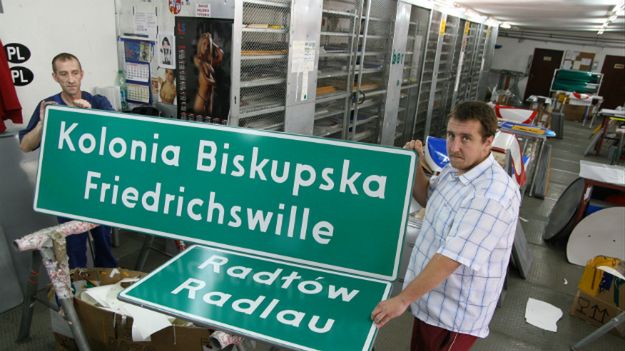 PL
PL
Kolonia Biskupska
Friedrichswille
Radłów
Radlau